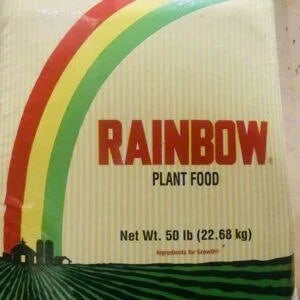 RAINBOW®
PLANT FOOD
Net Wt. 50 lb (22.68 kg)
Ingredients for Growth®